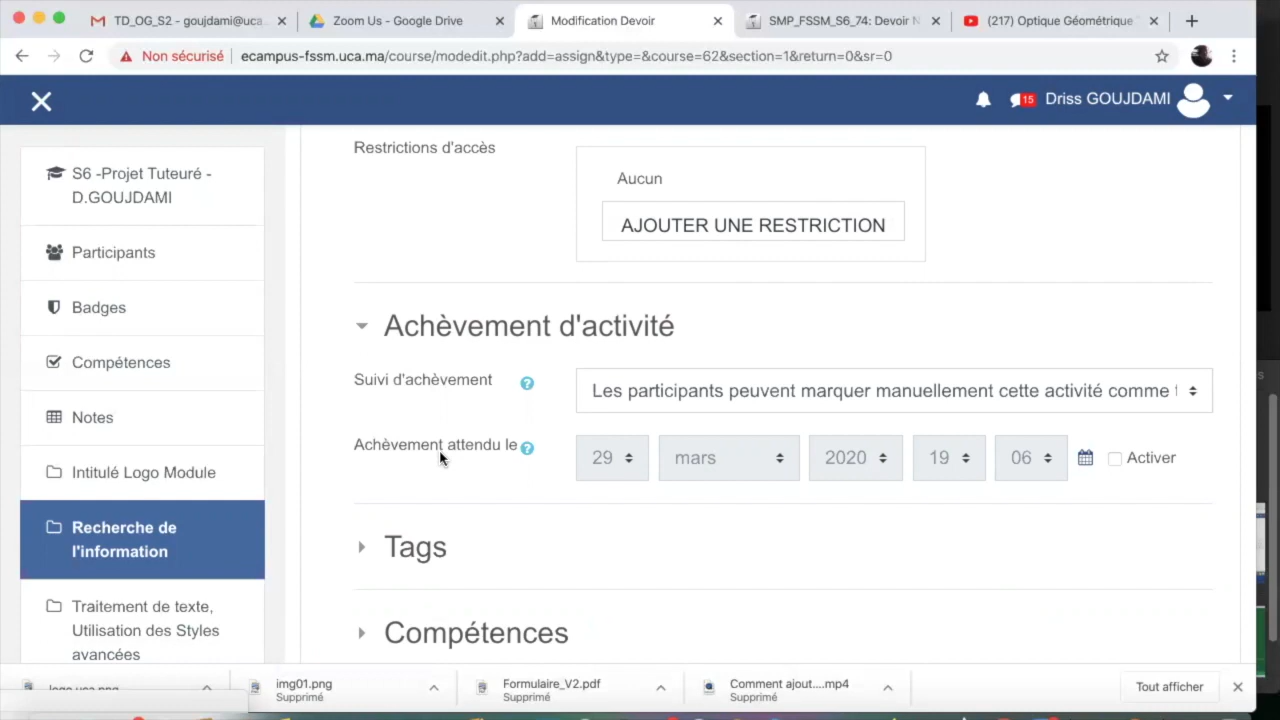 TD_OG_S2 - goujdami@uca
Zoom Us - Google Drive
Modification Devoir
SMP_FSSM_S6_74: Devoir N
(217) Optique Géométrique
Non sécurisé
ecampus-fssm.uca.ma/course/modedit.php?add=assign&type=&course=62&section=1&return=0&sr=0
15
Driss GOUJDAMI
S6 -Projet Tuteuré -
D.GOUJDAMI
Participants
Badges
Compétences
Notes
Intitulé Logo Module
Recherche de
l'information
Traitement de texte,
Utilisation des Styles
avancées
Restrictions d'accès
Aucun
AJOUTER UNE RESTRICTION
Achèvement d'activité
Suivi d'achèvement
Les participants peuvent marquer manuellement cette activité comme
Achèvement attendu le
29
mars
2020
19
06
Activer
Tags
Compétences
logo uca.png
img01.png
Supprimé
Formulaire_V2.pdf
Supprimé
Comment ajout....mp4
Supprimé
Tout afficher